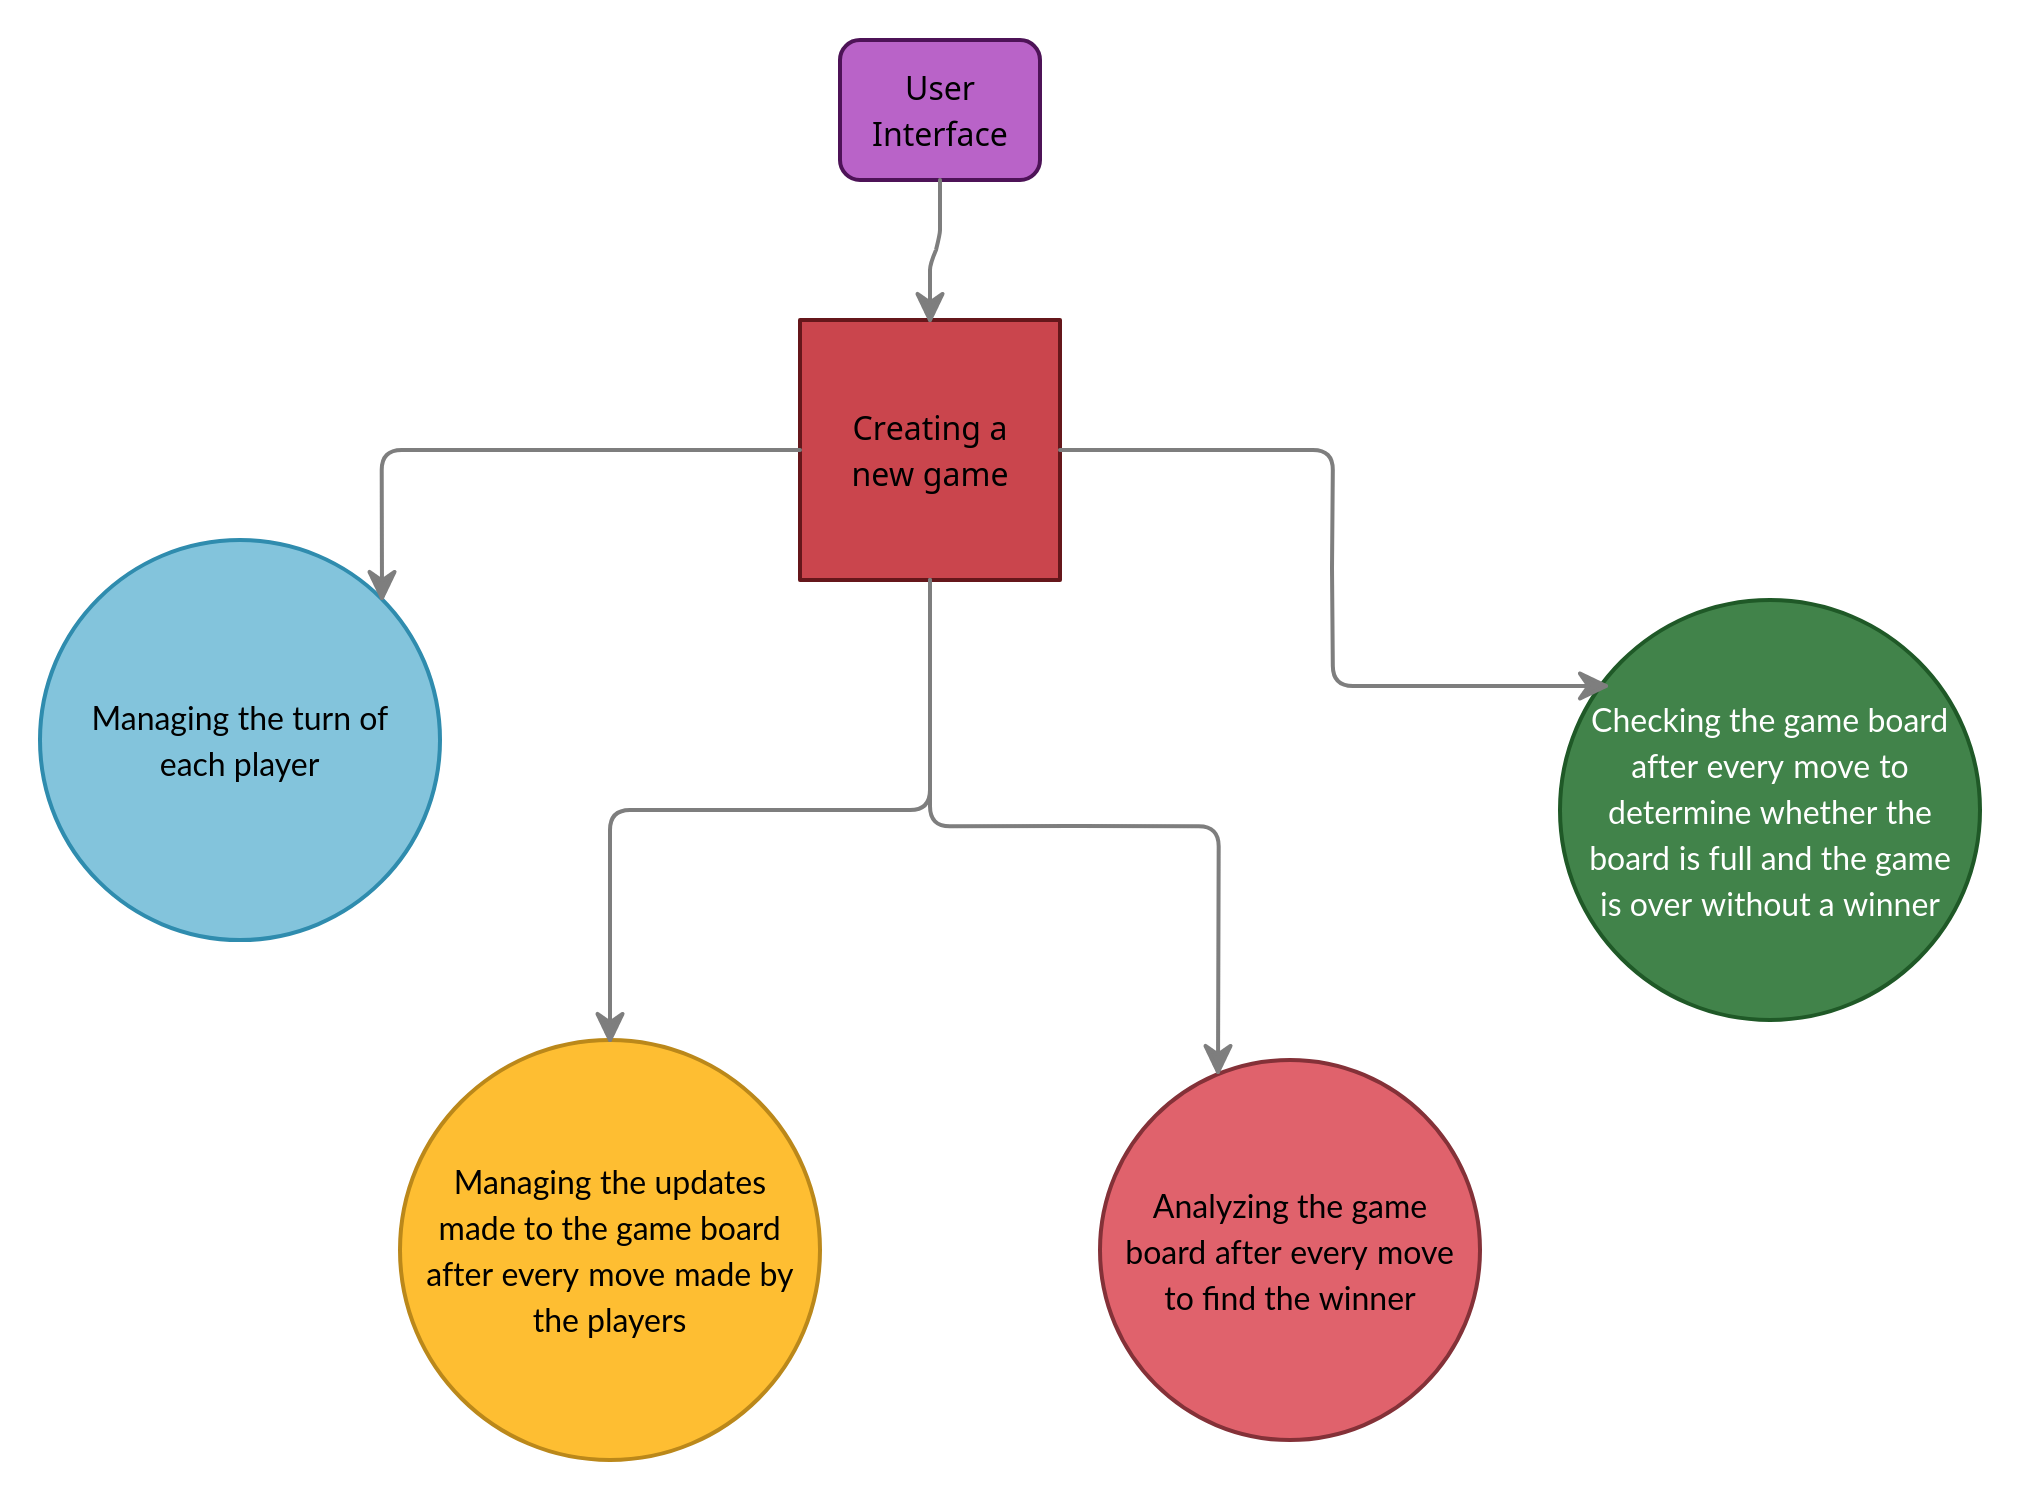 User
Interface
Creating a
new game
Managing the turn of
each player
Checking the game board
after every move to
determine whether the
board is full and the game
is over without a winner
Managing the updates
made to the game board
after every move made by
the players
Analyzing the game
board after every move
to find the winner